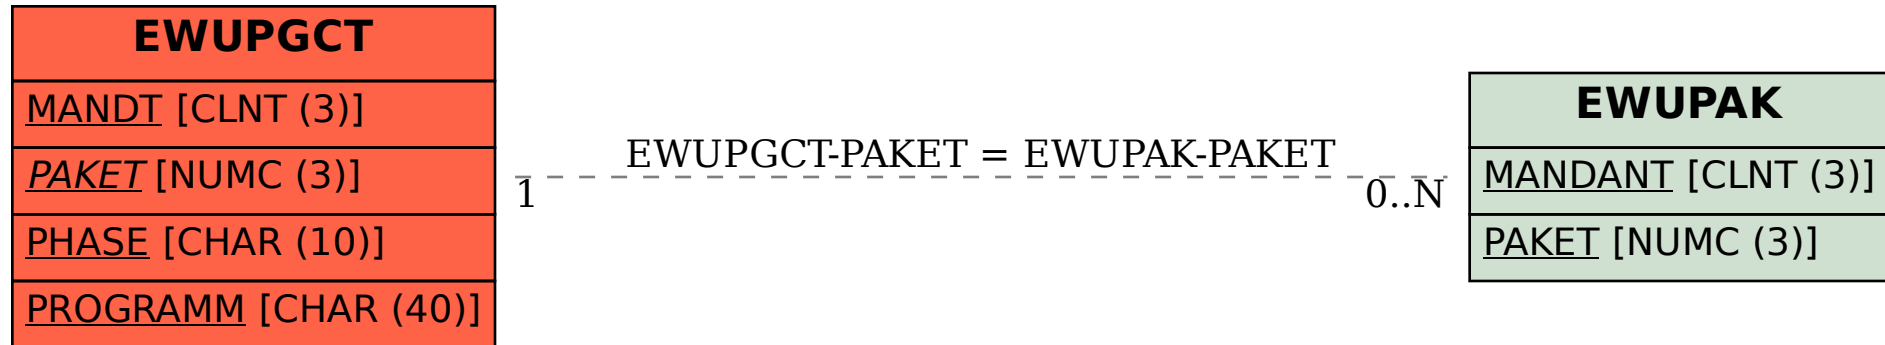 EWUPGCT
MANDT [CLNT (3)]
PAKET [NUMC (3)]
PHASE [CHAR (10)]
PROGRAMM [CHAR (40)]
EWUPGCT-PAKET = EWUPAK-PAKET
1
0..N
EWUPAK
MANDANT [CLNT (3)]
PAKET [NUMC (3)]